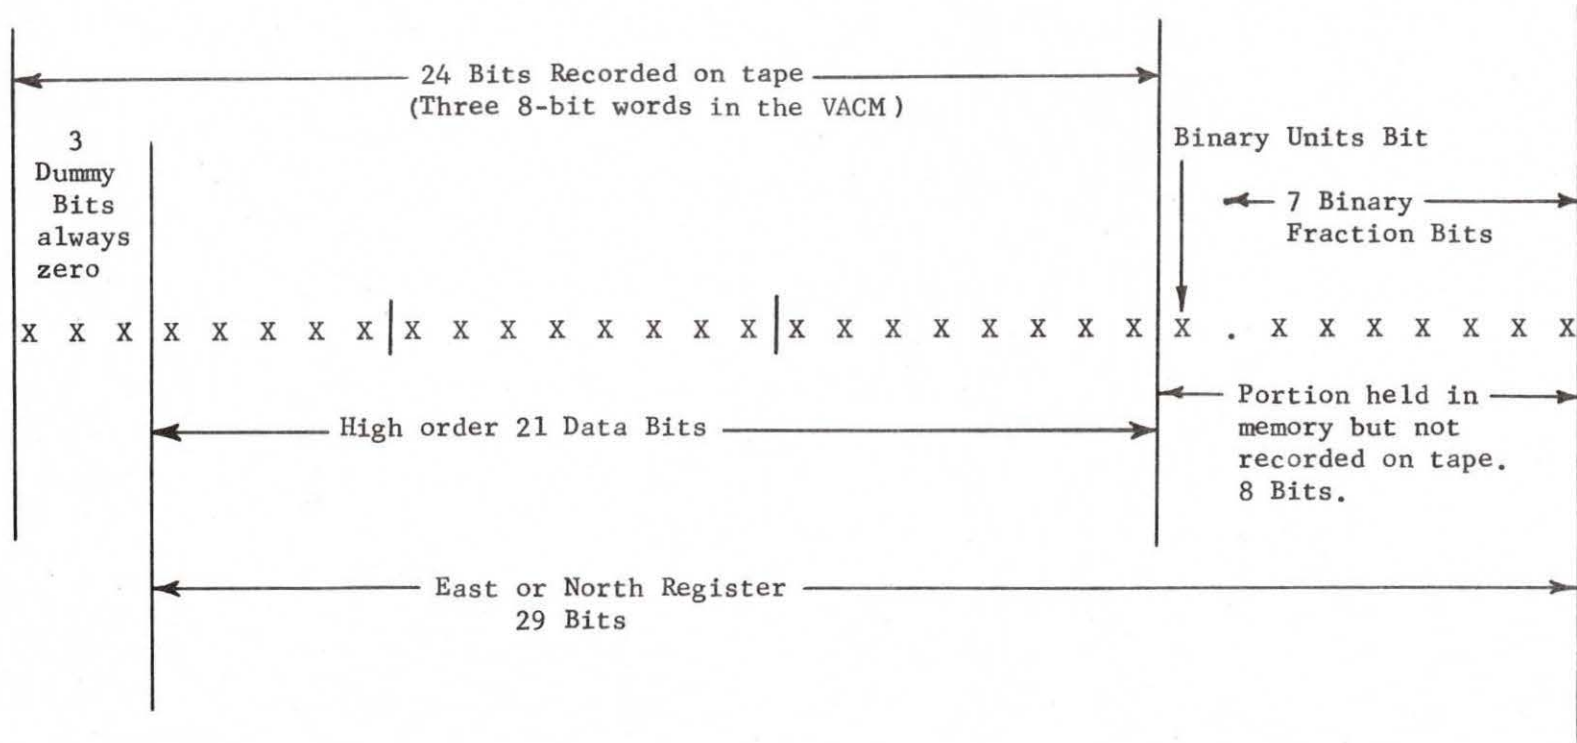 24 Bits Recorded on tape
(Three 8-bit words in the VACM)
3
Dummy
Bits
always
zero
Binary Units Bit
7 Binary
Fraction Bits
X X X X X X X X X X X X X X X X X X X X X X X X X . X X X X X X X
High order 21 Data Bits
Portion held in
memory but not
recorded on tape.
8 Bits.
East or North Register
29 Bits